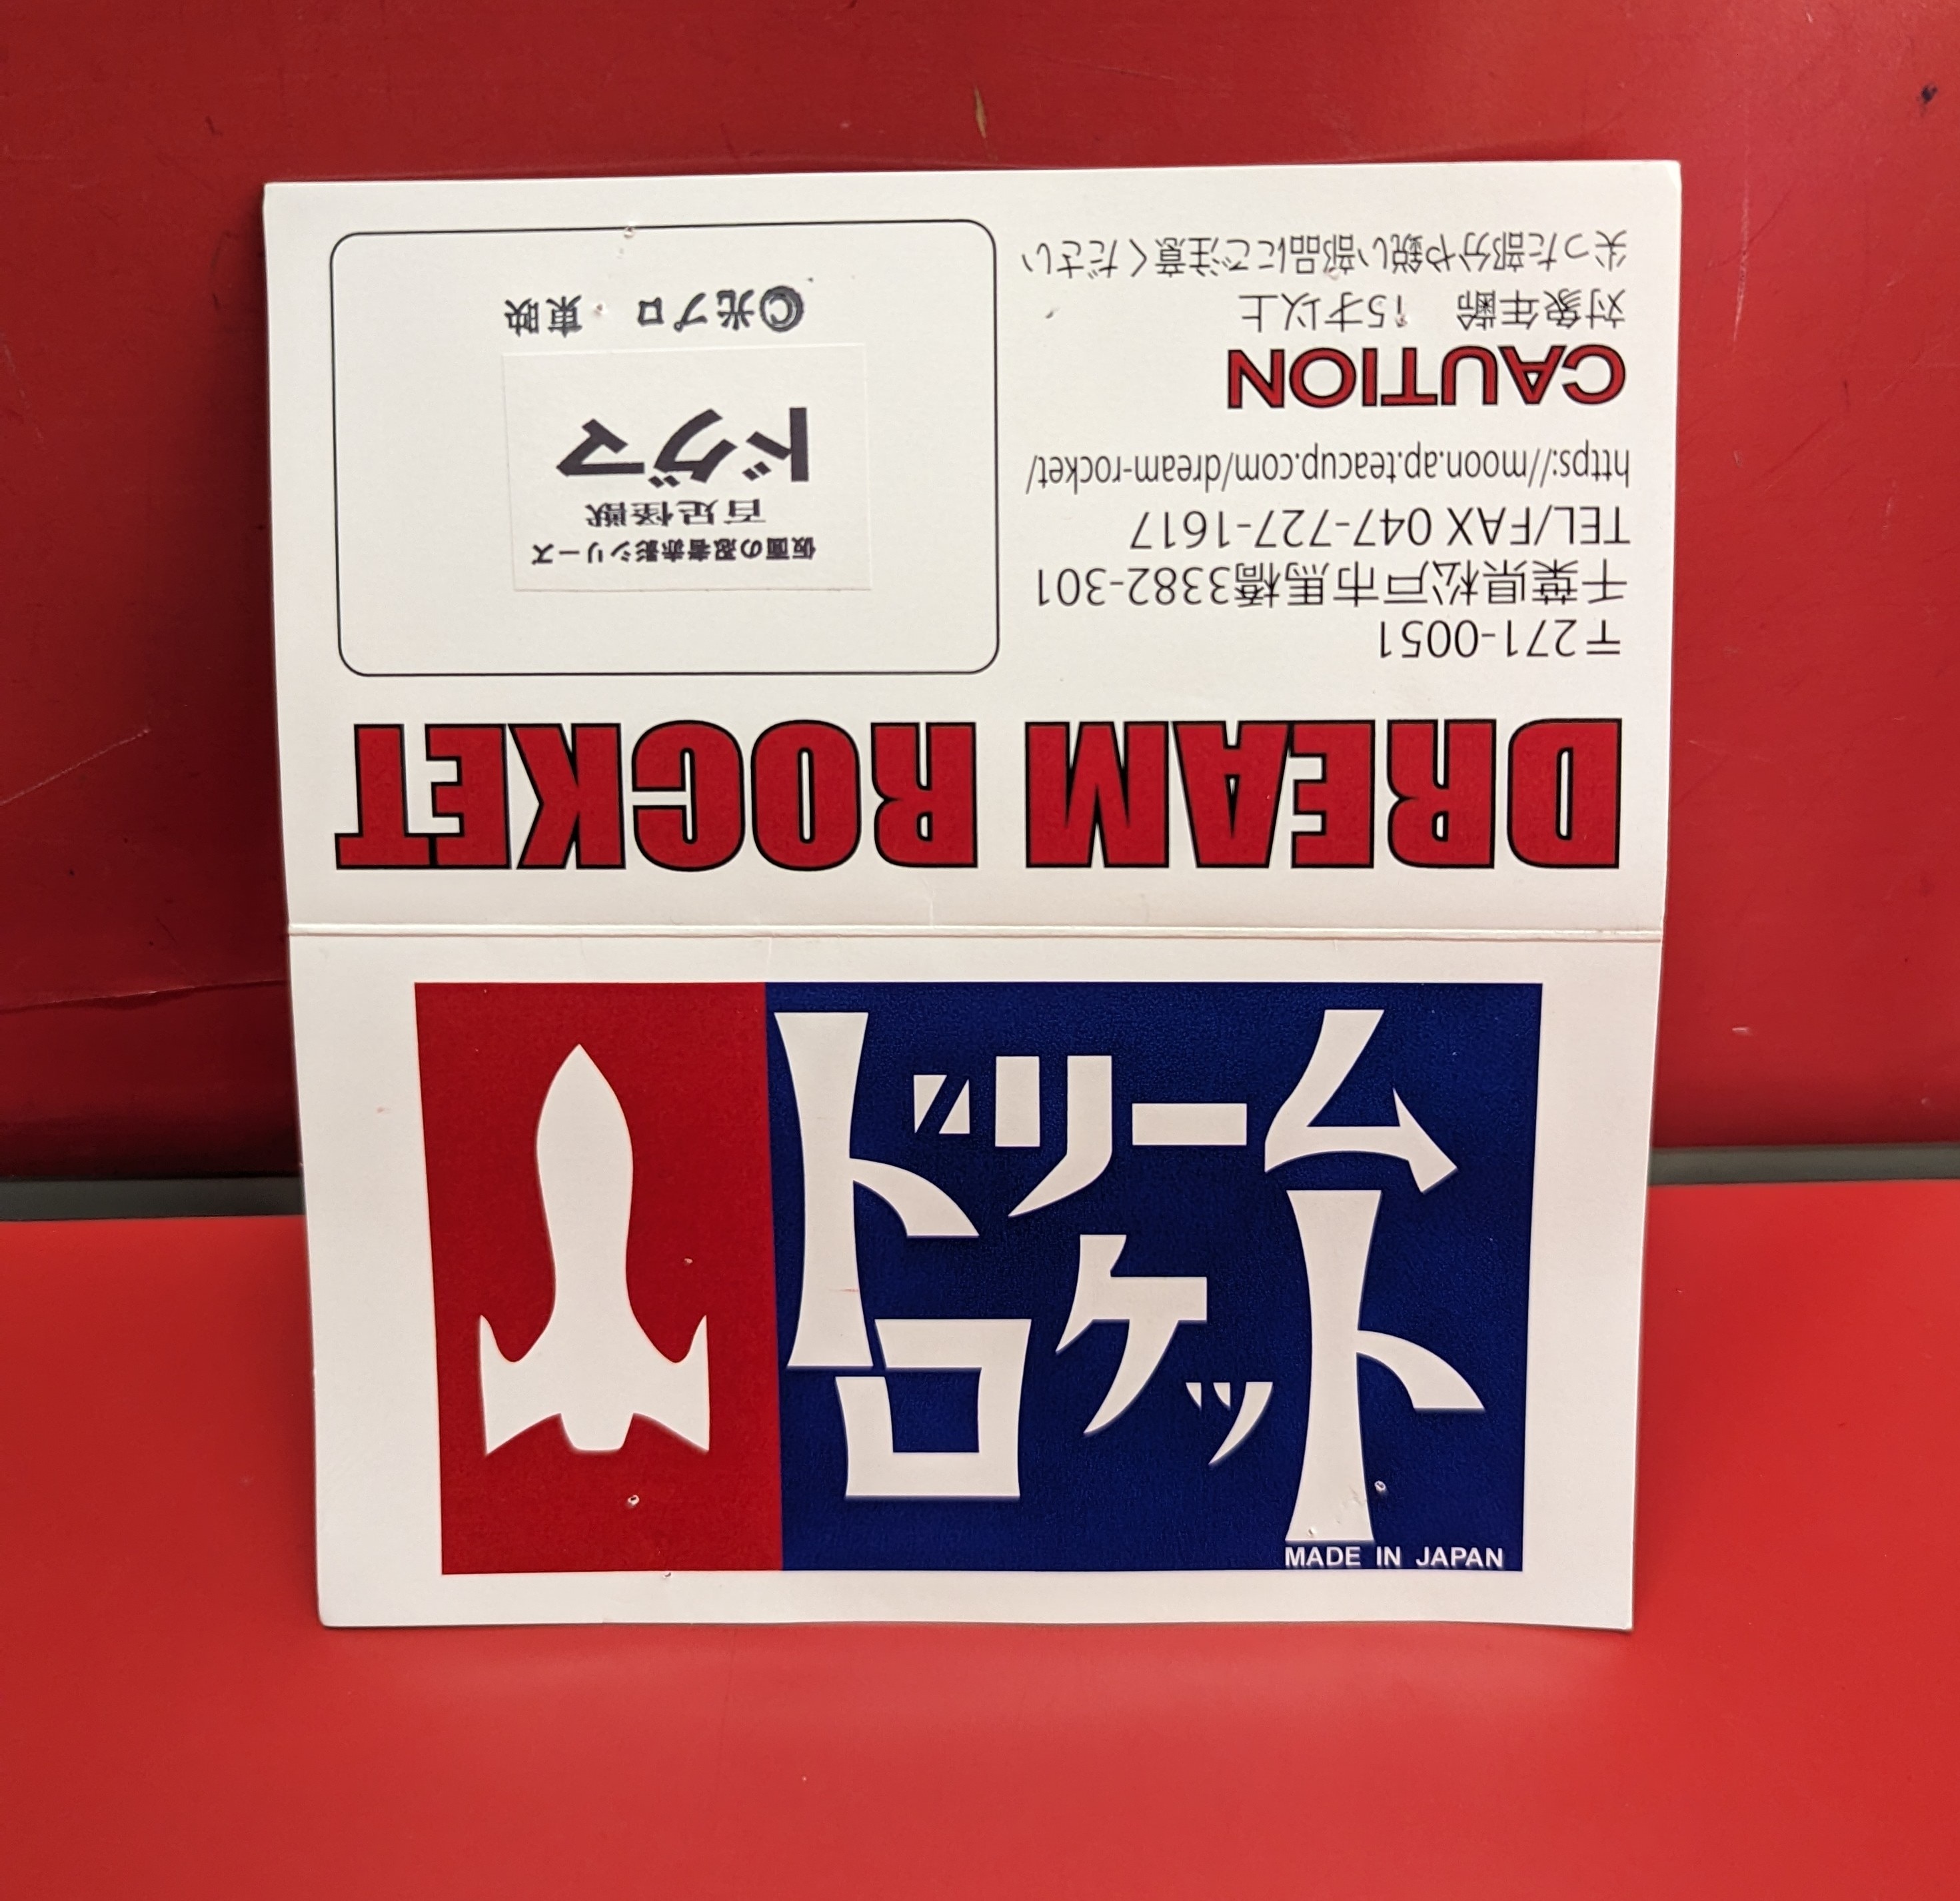 ドリーム
ロケット
MADE IN JAPAN
DREAM ROCKET
〒271-0051
千葉県松戸市馬橋3382-301
TEL/FAX 047-727-1617
https://moon.ap.teacup.com/dream-rocket/
CAUTION
対象年齢 15才以上
尖った部分や鋭い部品にご注意ください
仮面の忍者赤影シリーズ
百足怪獣
ドグマ
©光プロ 東映